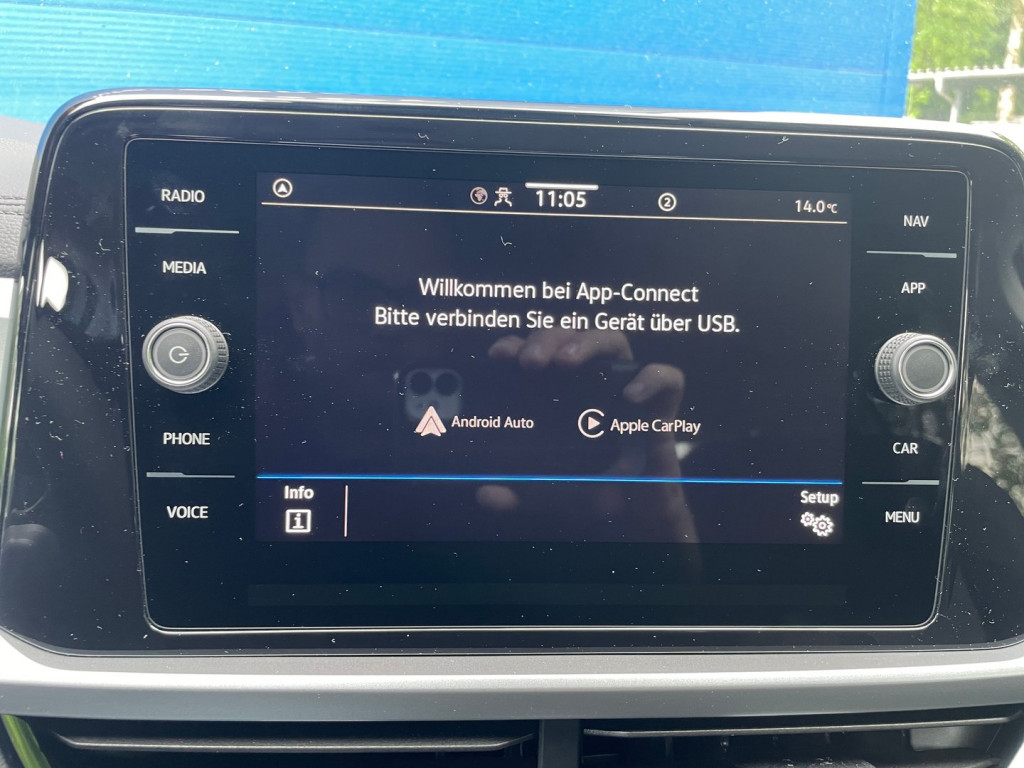 RADIO
MEDIA
PHONE
VOICE
11:05
2
14.0°C
Willkommen bei App-Connect
Bitte verbinden Sie ein Gerät über USB.
Android Auto
Apple CarPlay
Info
i
Setup
NAV
APP
CAR
MENU